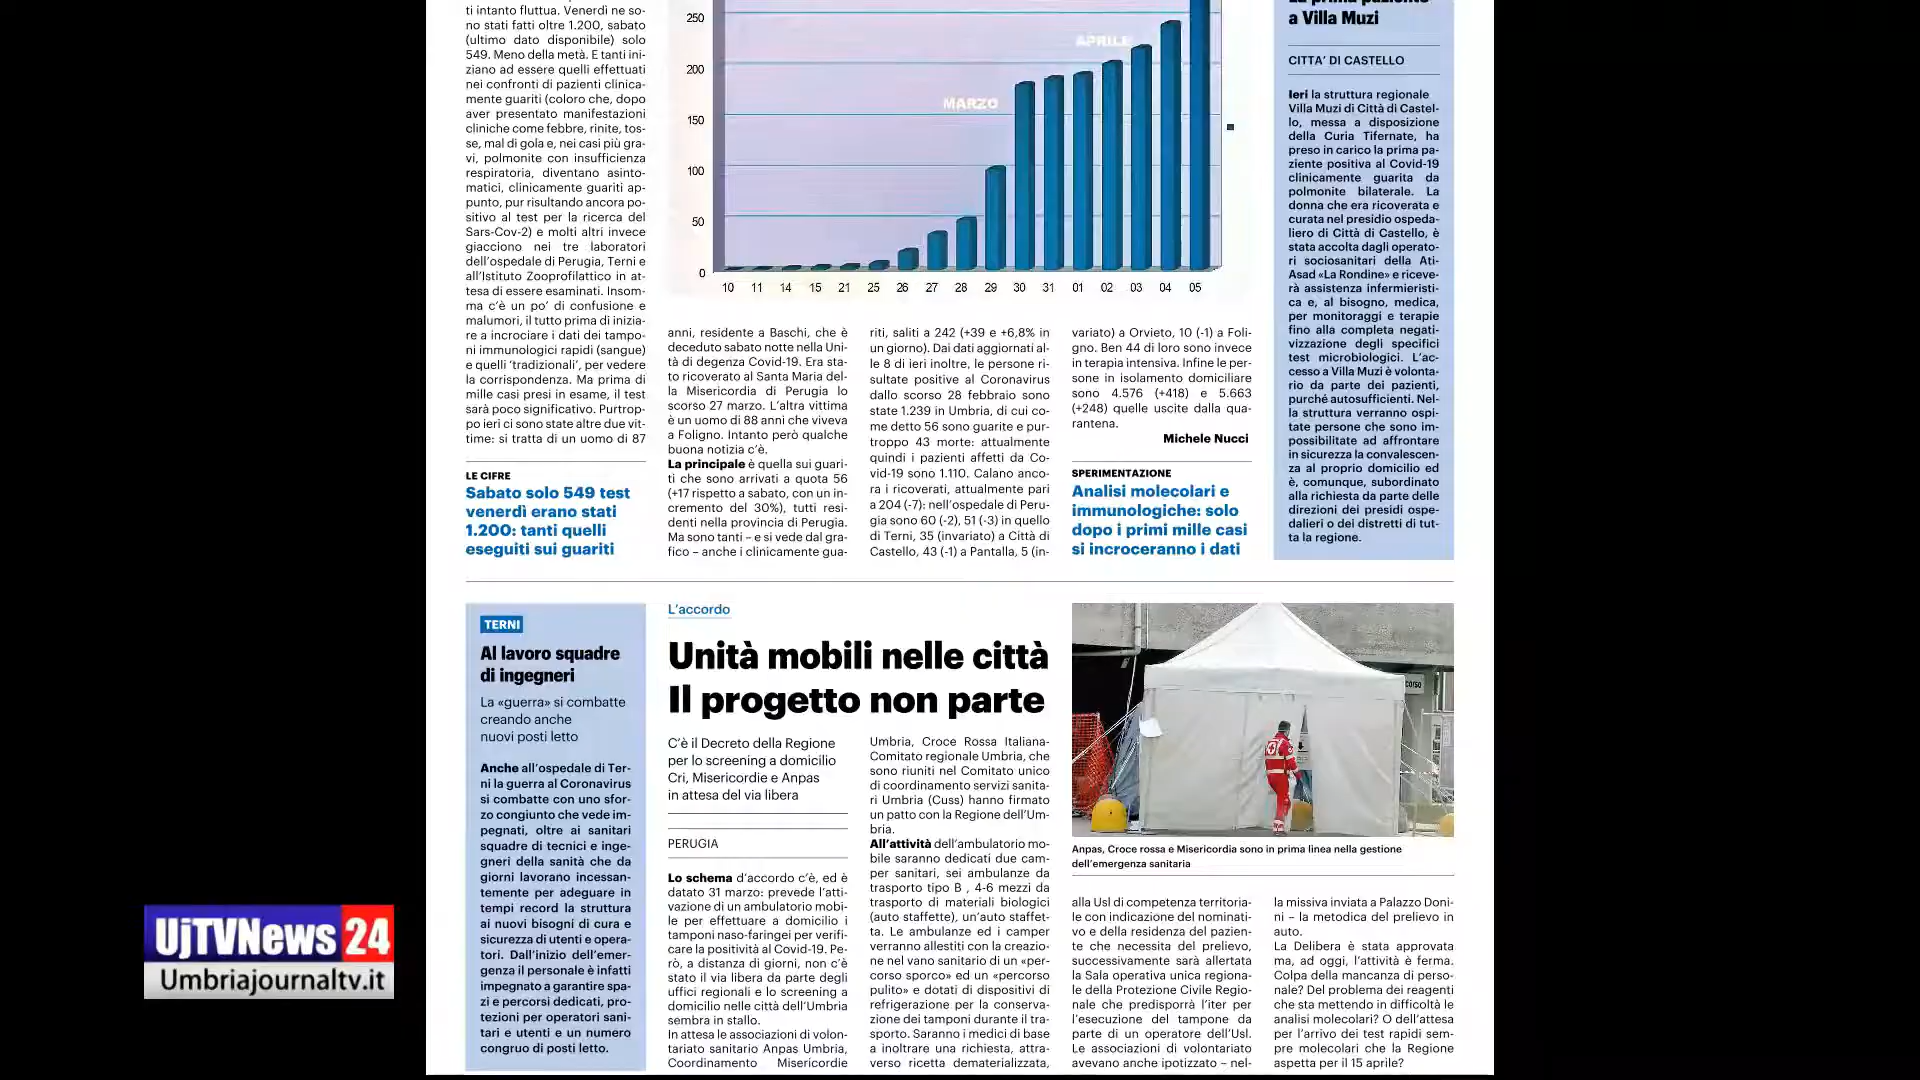 ti intanto fluttua. Venerdì ne so-
no stati fatti oltre 1.200, sabato
(ultimo dato disponibile) solo
549. Meno della metà. E tanti ini-
ziano ad essere quelli effettuati
nei confronti di pazienti clinica-
mente guariti (coloro che, dopo
aver presentato manifestazioni
cliniche come febbre, rinite, tos-
se, mal di gola e, nei casi più gra-
vi, polmonite con insufficienza
respiratoria, diventano asinto-
matici, clinicamente guariti ap-
punto, pur risultando ancora po-
sitivo al test per la ricerca del
Sars-Cov-2) e molti altri invece
giacciono nei tre laboratori
dell'ospedale di Perugia, Terni e
all'Istituto Zooprofilattico in at-
tesa di essere esaminati. Insom-
ma c'è un po' di confusione e
malumori, il tutto prima di inizia-
re a incrociare i dati dei tampo-
ni immunologici rapidi (sangue)
e quelli 'tradizionali', per vedere
la corrispondenza. Ma prima di
mille casi presi in esame, il test
sarà poco significativo. Purtrop-
po ieri ci sono state altre due vit-
time: si tratta di un uomo di 87
LE CIFRE
Sabato solo 549 test
venerdì erano stati
1.200: tanti quelli
eseguiti sui guariti
250
200
150
100
50
0
MARZO
APRILE
10 11 14 15 21 25 26 27 28 29 30 31 01 02 03 04 05
anni, residente a Baschi, che è
deceduto sabato notte nella Uni-
tà di degenza Covid-19. Era sta-
to ricoverato al Santa Maria del-
la Misericordia di Perugia lo
scorso 27 marzo. L'altra vittima
è un uomo di 88 anni che viveva
a Foligno. Intanto però qualche
buona notizia c'è.
La principale è quella sui guari-
ti che sono arrivati a quota 56
(+17 rispetto a sabato, con un in-
cremento del 30%), tutti resi-
denti nella provincia di Perugia.
Ma sono tanti – e si vede dal gra-
fico – anche i clinicamente gua-
riti, saliti a 242 (+39 e +6,8% in
un giorno). Dai dati aggiornati al-
le 8 di ieri inoltre, le persone ri-
sultate positive al Coronavirus
dallo scorso 28 febbraio sono
state 1.239 in Umbria, di cui co-
me detto 56 sono guarite e pur-
troppo 43 morte: attualmente
quindi i pazienti affetti da Co-
vid-19 sono 1.110. Calano anco-
ra i ricoverati, attualmente pari
a 204 (-7): nell'ospedale di Peru-
gia sono 60 (-2), 51 (-3) in quello
di Terni, 35 (invariato) a Città di
Castello, 43 (-1) a Pantalla, 5 (in-
variato) a Orvieto, 10 (-1) a Foli-
gno. Ben 44 di loro sono invece
in terapia intensiva. Infine le per-
sone in isolamento domiciliare
sono 4.576 (+418) e 5.663
(+248) quelle uscite dalla qua-
rantena.
Michele Nucci
SPERIMENTAZIONE
Analisi molecolari e
immunologiche: solo
dopo i primi mille casi
si incroceranno i dati
La prima paziente
a Villa Muzi
CITTA' DI CASTELLO
Ieri la struttura regionale
Villa Muzi di Città di Castel-
lo, messa a disposizione
della Curia Tifernate, ha
preso in carico la prima pa-
ziente positiva al Covid-19
clinicamente guarita da
polmonite bilaterale. La
donna che era ricoverata e
curata nel presidio ospeda-
liero di Città di Castello, è
stata accolta dagli operato-
ri sociosanitari della Ati-
Asad «La Rondine» e riceve-
rà assistenza infermieristi-
ca e, al bisogno, medica,
per monitoraggi e terapie
fino alla completa negati-
vizzazione degli specifici
test microbiologici. L'ac-
cesso a Villa Muzi è volonta-
rio da parte dei pazienti,
purché autosufficienti. Nel-
la struttura verranno ospi-
tate persone che sono im-
possibilitate ad affrontare
in sicurezza la convalescen-
za al proprio domicilio ed
è, comunque, subordinato
alla richiesta da parte delle
direzioni dei presidi ospe-
dalieri o dei distretti di tut-
ta la regione.
TERNI
Al lavoro squadre
di ingegneri
La «guerra» si combatte
creando anche
nuovi posti letto
Anche all'ospedale di Ter-
ni la guerra al Coronavirus
si combatte con uno sfor-
zo congiunto che vede im-
pegnati, oltre ai sanitari
squadre di tecnici e inge-
gneri della sanità che da
giorni lavorano incessan-
temente per adeguare in
tempi record la struttura
ai nuovi bisogni di cura e
sicurezza di utenti e opera-
tori. Dall'inizio dell'emer-
genza il personale è infatti
impegnato a garantire spa-
zi e percorsi dedicati, pro-
tezioni per operatori sani-
tari e utenti e un numero
congruo di posti letto.
L'accordo
Unità mobili nelle città
Il progetto non parte
C'è il Decreto della Regione
per lo screening a domicilio
Cri, Misericordie e Anpas
in attesa del via libera
PERUGIA
Lo schema d'accordo c'è, ed è
datato 31 marzo: prevede l'atti-
vazione di un ambulatorio mobi-
le per effettuare a domicilio i
tamponi naso-faringei per verifi-
care la positività al Covid-19. Pe-
rò, a distanza di giorni, non c'è
stato il via libera da parte degli
uffici regionali e lo screening a
domicilio nelle città dell'Umbria
sembra in stallo.
In attesa le associazioni di volon-
tariato sanitario Anpas Umbria,
Coordinamento Misericordie
Umbria, Croce Rossa Italiana-
Comitato regionale Umbria, che
sono riuniti nel Comitato unico
di coordinamento servizi sanita-
ri Umbria (Cuss) hanno firmato
un patto con la Regione dell'Um-
bria.
All'attività dell'ambulatorio mo-
bile saranno dedicati due cam-
per sanitari, sei ambulanze da
trasporto tipo B , 4-6 mezzi da
trasporto di materiali biologici
(auto staffette), un'auto staffet-
ta. Le ambulanze ed i camper
verranno allestiti con la creazio-
ne nel vano sanitario di un «per-
corso sporco» ed un «percorso
pulito» e dotati di dispositivi di
refrigerazione per la conserva-
zione dei tamponi durante il tra-
sporto. Saranno i medici di base
a inoltrare una richiesta, attra-
verso ricetta dematerializzata,
corso
Anpas, Croce rossa e Misericordia sono in prima linea nella gestione
dell'emergenza sanitaria
alla Usl di competenza territoria-
le con indicazione del nominati-
vo e della residenza del pazien-
te che necessita del prelievo,
successivamente sarà allertata
la Sala operativa unica regiona-
le della Protezione Civile Regio-
nale che predisporrà l'iter per
l'esecuzione del tampone da
parte di un operatore dell'Usl.
Le associazioni di volontariato
avevano anche ipotizzato – nel-
la missiva inviata a Palazzo Doni-
ni – la metodica del prelievo in
auto.
La Delibera è stata approvata
ma, ad oggi, l'attività è ferma.
Colpa della mancanza di perso-
nale? Del problema dei reagenti
che sta mettendo in difficoltà le
analisi molecolari? O dell'attesa
per l'arrivo dei test rapidi sem-
pre molecolari che la Regione
aspetta per il 15 aprile?
UjTVNews 24
Umbriajournaltv.it